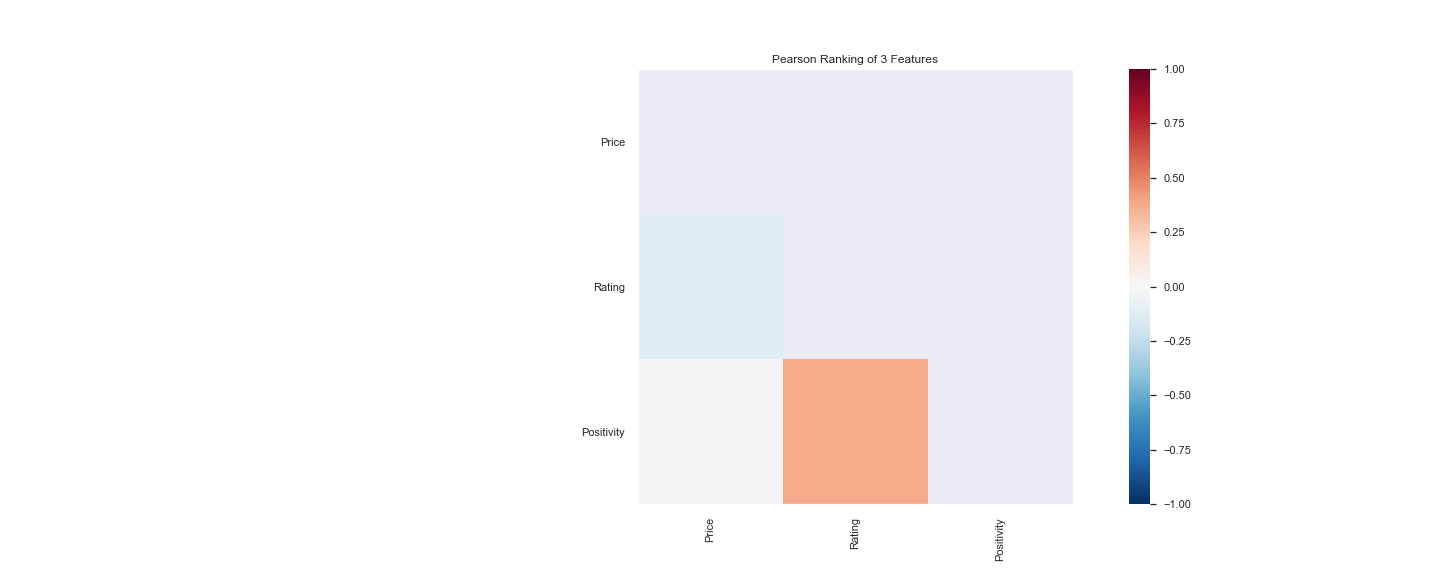 Pearson Ranking of 3 Features
Price
Rating
Positivity
Price
Rating
Positivity
1.00
0.75
0.50
0.25
0.00
−0.25
−0.50
−0.75
−1.00